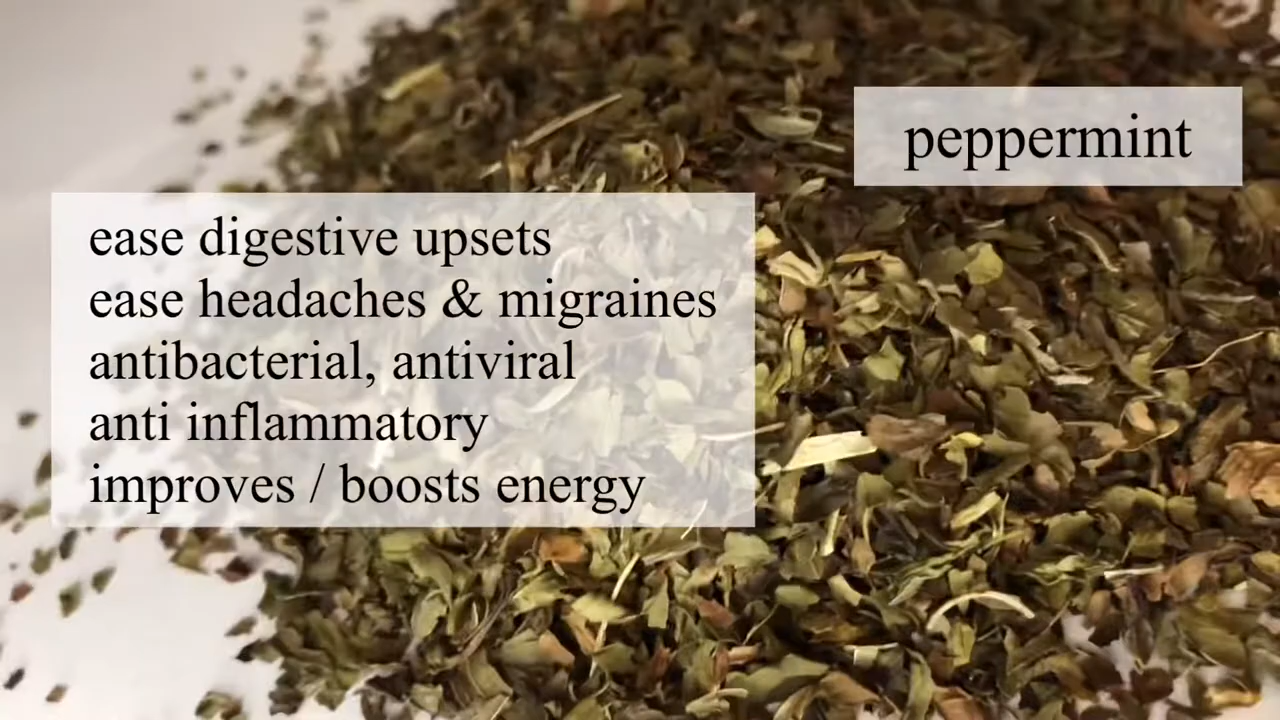 peppermint
ease digestive upsets
ease headaches & migraines
antibacterial, antiviral
anti inflammatory
improves / boosts energy